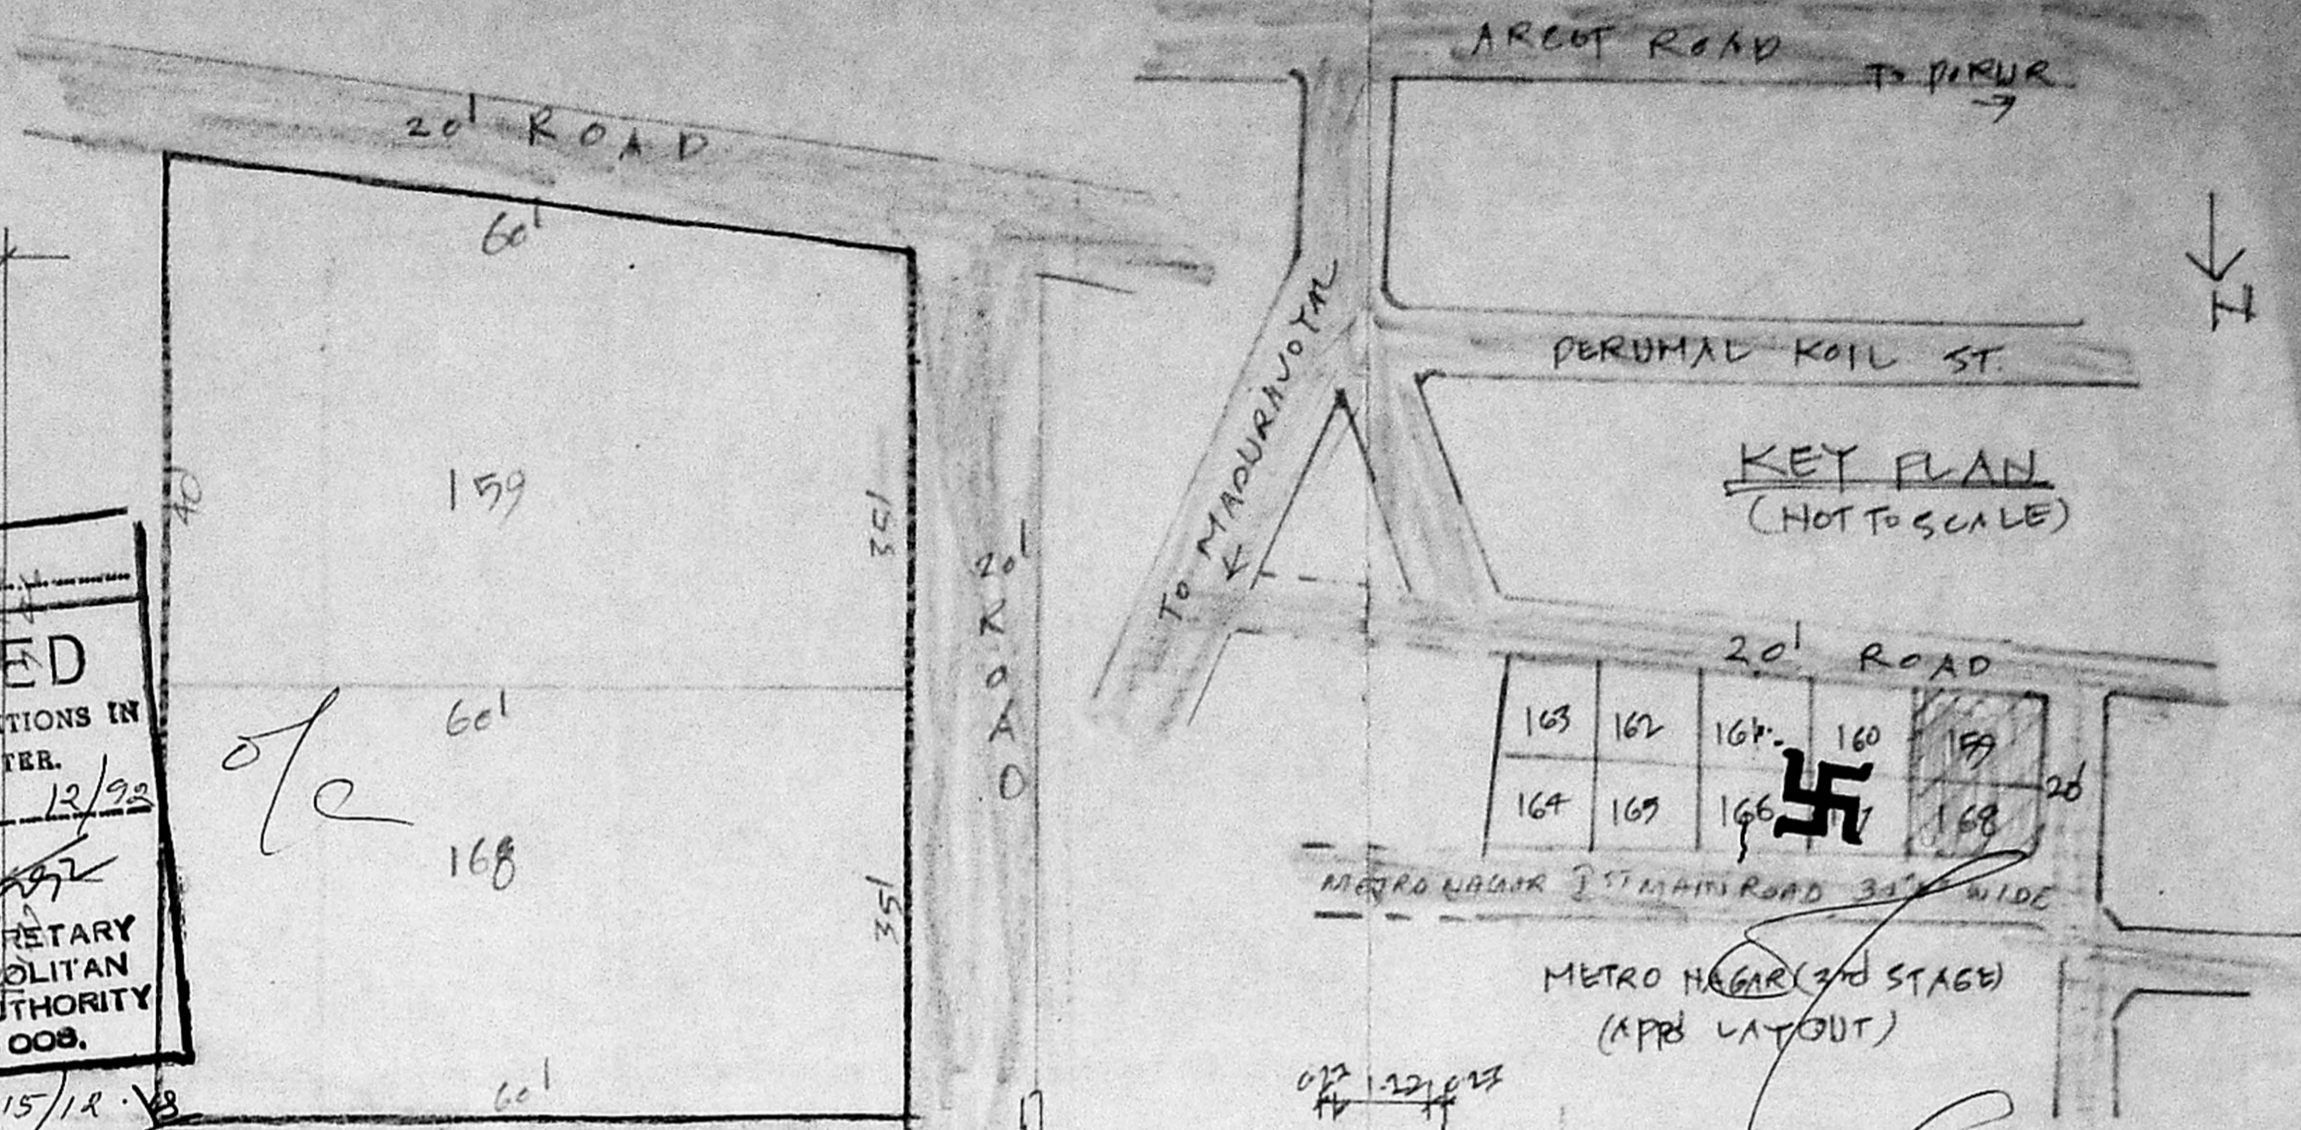 20' ROAD
60'
159
40
35'
20' ROAD
60'
168
35'
60'
ED
TIONS IN
TER.
12/92
RETARY
OLITAN
THORITY
008.
15/12
ARCOT ROAD
TO PORUR
TO MADURAVOYAL
PERUMAL KOIL ST.
KEY PLAN
(NOT TO SCALE)
N
20' ROAD
163 162 161 160 159
164 165 166 168
20'
METRO NAGAR IST MAIN ROAD WIDE
METRO NAGAR (2nd STAGE)
(APPd LAYOUT)